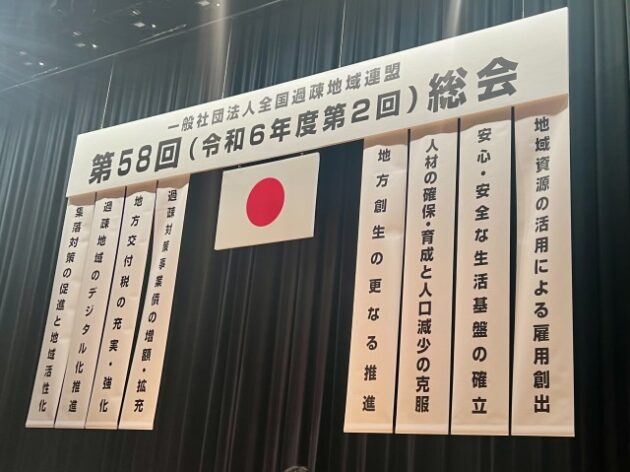 一般社団法人全国過疎地域連盟
第58回(令和6年度第2回)総会
地域資源の活用による雇用創出
安心・安全な生活基盤の確立
人材の確保・育成と人口減少の克服
地方創生の更なる推進
過疎対策事業債の増額・拡充
地方交付税の充実・強化
過疎地域のデジタル化推進
集落対策の促進と地域活性化